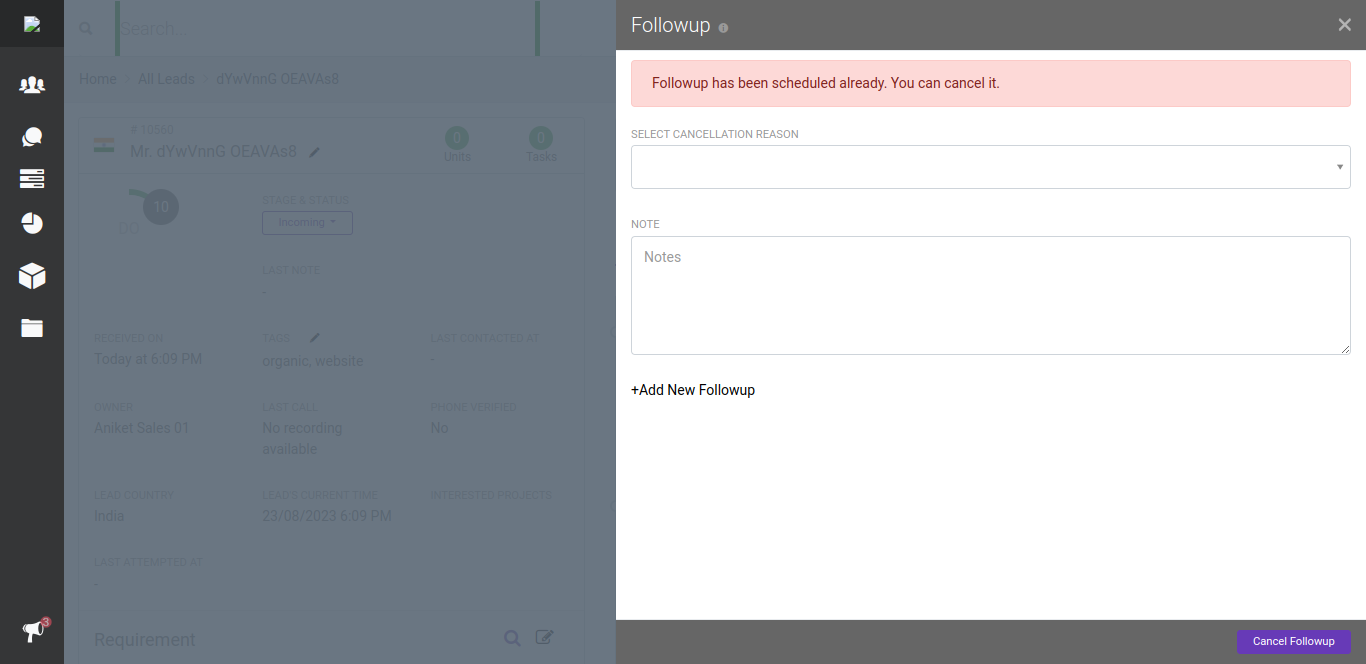 Search...
Home > All Leads > dYwVnnG OEAVAs8
# 10560
Mr. dYwVnnG OEAVAs8
0
Units
0
Tasks
10
DO
STAGE & STATUS
Incoming
LAST NOTE
-
RECEIVED ON
Today at 6:09 PM
TAGS
organic, website
LAST CONTACTED AT
-
OWNER
Aniket Sales 01
LAST CALL
No recording
available
PHONE VERIFIED
No
LEAD COUNTRY
India
LEAD'S CURRENT TIME
23/08/2023 6:09 PM
INTERESTED PROJECTS
LAST ATTEMPTED AT
-
Requirement
3
Followup
Followup has been scheduled already. You can cancel it.
SELECT CANCELLATION REASON
NOTE
Notes
+Add New Followup
Cancel Followup